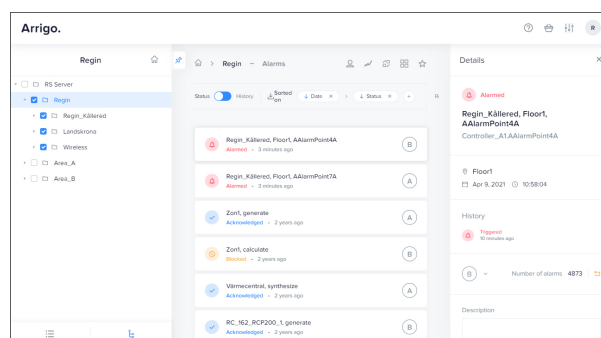 Arrigo.
R
Regin
Regin – Alarms
Details
RS Server
Regin
Regin_Kållered
Landskrona
Wireless
Area_A
Area_B
Status
History
Sorted on
Date
Status
Regin_Kållered, Floor1, AAlarmPoint4A
Alarmed • 3 minutes ago
B
Regin_Kållered, Floor1, AAlarmPoint7A
Alarmed • 3 minutes ago
A
Zon1, generate
Acknowledged • 2 years ago
A
Zon1, calculate
Blocked • 2 years ago
B
Värmecentral, synthesize
Acknowledged • 2 years ago
A
RC_162_RCP200_1, generate
Acknowledged • 2 years ago
B
Alarmed
Regin_Kållered, Floor1,
AAlarmPoint4A
Controller_A1.AAlarmPoint4A
Floor1
Apr 9, 2021
10:58:04
History
Triggered
10 minutes ago
B
Number of alarms 4873
Description